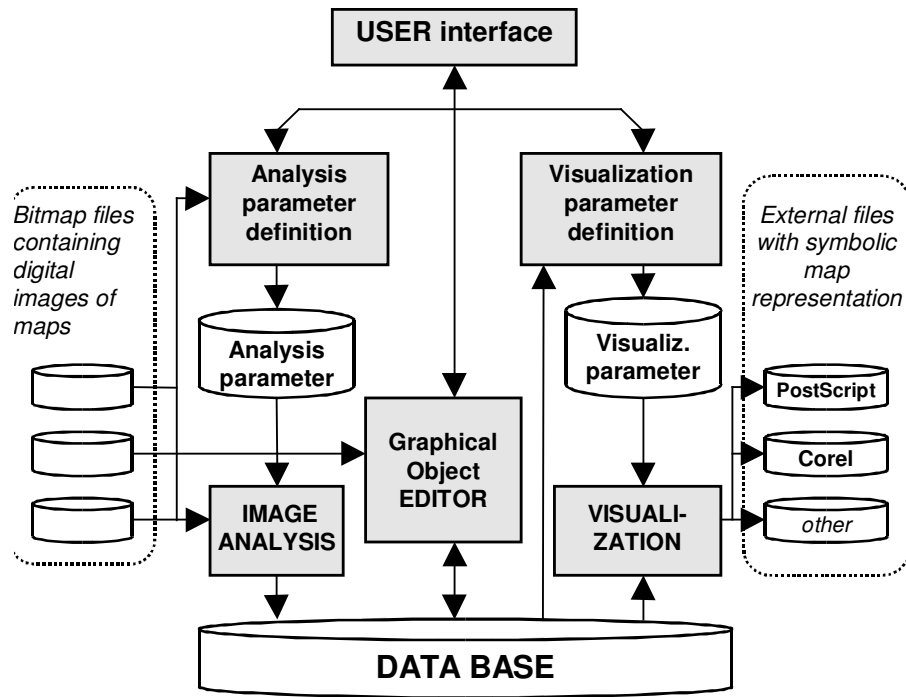 USER interface
Analysis
parameter
definition
Visualization
parameter
definition
Bitmap files
containing
digital
images of
maps
External files
with symbolic
map
representation
Analysis
parameter
Visualiz.
parameter
PostScript
Graphical
Object
EDITOR
Corel
IMAGE
ANALYSIS
VISUALI-
ZATION
other
DATA BASE